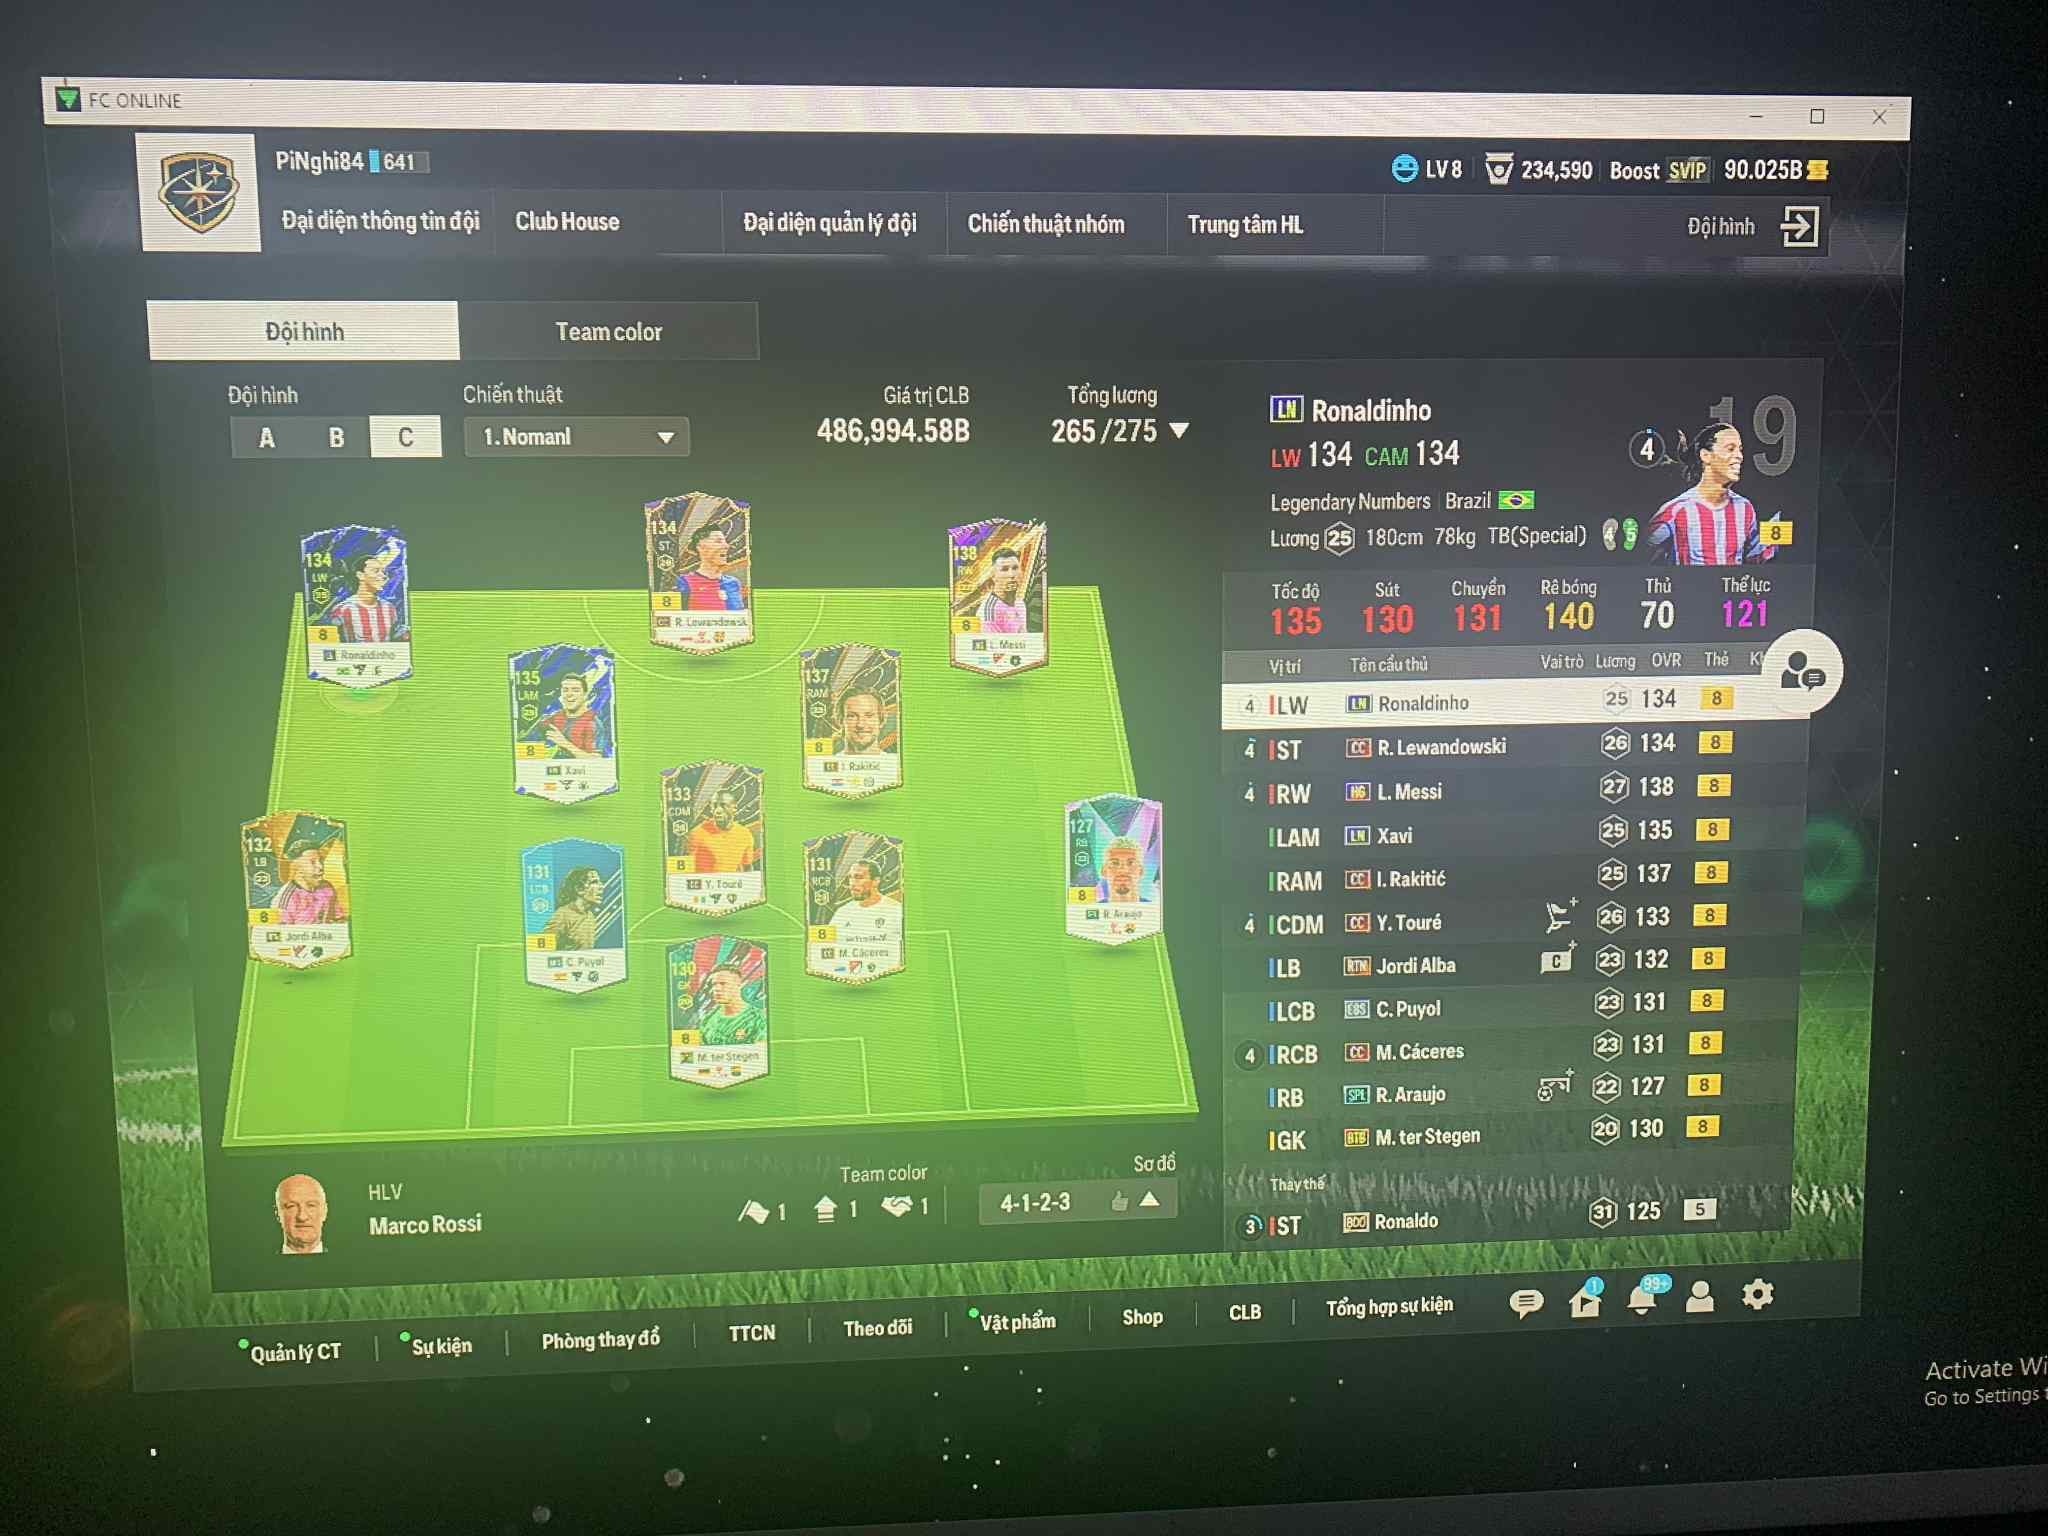 FC ONLINE
PiNghi84 641
LV 8 234,590 Boost SVIP 90.025B
Đại diện thông tin đội Club House Đại diện quản lý đội Chiến thuật nhóm Trung tâm HL Đội hình
Đội hình Team color
Đội hình Chiến thuật Giá trị CLB Tổng lương
A B C 1. Nomanl 486,994.58B 265/275
134 LW 8 Ronaldinho
134 ST 8 CC R. Lewandowsk
138 RW 8 L. Messi
135 LAM 8 LN Xavi
137 RAM 8 CC I. Rakitić
133 CDM 8 CC Y. Touré
132 LB 23 8 Jordi Alba
131 LCB 8 C. Puyol
131 RCB 8 CC M. Cáceres
127 RB 8 R. Araujo
130 GK 8 M. ter Stegen
HLV
Marco Rossi
Team color
1 1 1
Sơ đồ
4-1-2-3
LN Ronaldinho
19
LW 134 CAM 134
4
Legendary Numbers Brazil
Lương 25 180cm 78kg TB(Special) 4 5
8
Tốc độ Sút Chuyền Rê bóng Thủ Thể lực
135 130 131 140 70 121
Vị trí Tên cầu thủ Vai trò Lương OVR Thẻ
4 LW LN Ronaldinho 25 134 8
4 ST CC R. Lewandowski 26 134 8
4 RW HG L. Messi 27 138 8
LAM LN Xavi 25 135 8
RAM CC I. Rakitić 25 137 8
4 CDM CC Y. Touré 26 133 8
LB RTN Jordi Alba C 23 132 8
LCB EBS C. Puyol 23 131 8
4 RCB CC M. Cáceres 23 131 8
RB SPL R. Araujo 22 127 8
GK BTB M. ter Stegen 20 130 8
Thay thế
3 ST BDO Ronaldo 31 125 5
Quản lý CT Sự kiện Phòng thay đồ TTCN Theo dõi Vật phẩm Shop CLB Tổng hợp sự kiện 1 99+
Activate Wi
Go to Settings t